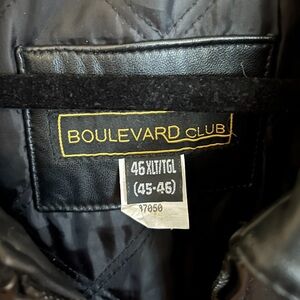 BOULEVARD CLUB
46 XLT/TGL
(45-46)
37050